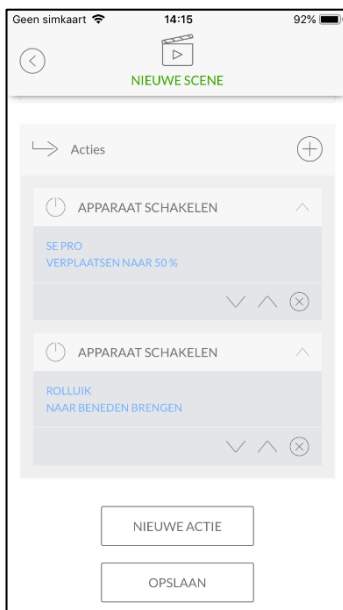 Geen simkaart 14:15 92%
NIEUWE SCENE
Acties
APPARAAT SCHAKELEN
SE PRO
VERPLAATSEN NAAR 50 %
APPARAAT SCHAKELEN
ROLLUIK
NAAR BENEDEN BRENGEN
NIEUWE ACTIE
OPSLAAN